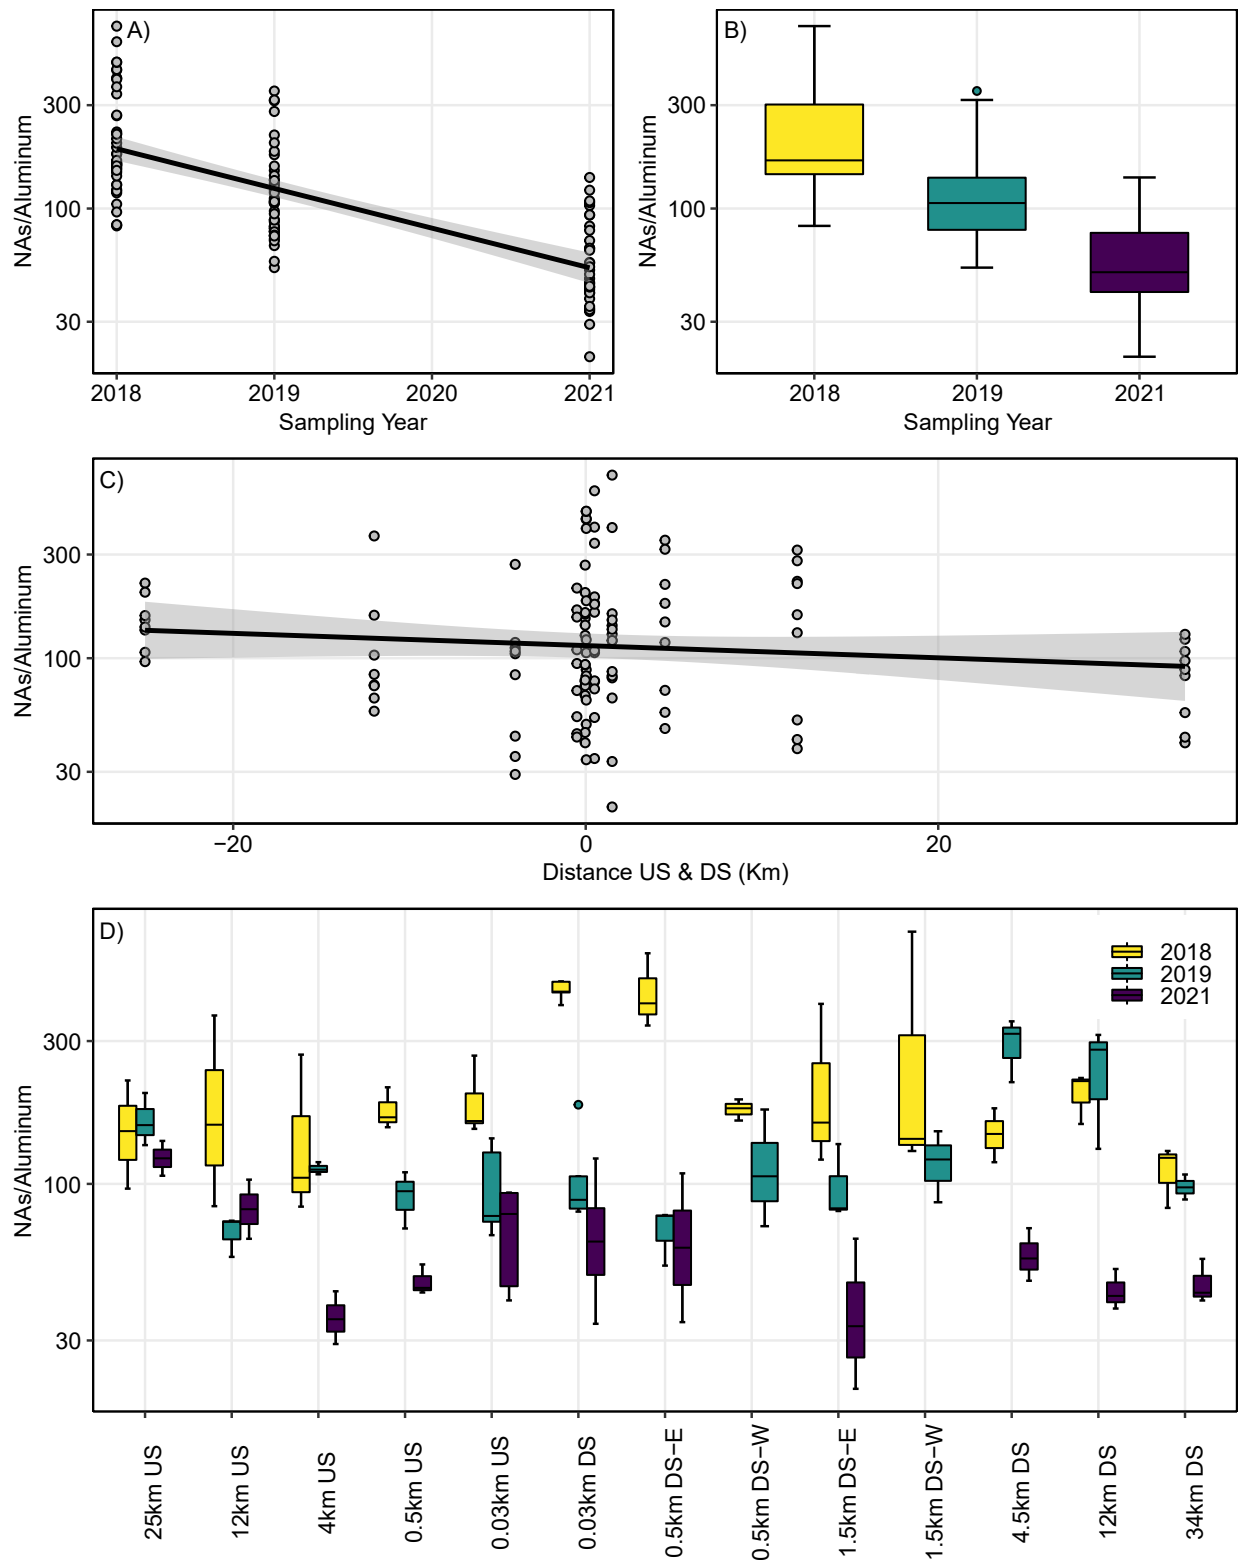 A)
NAs/Aluminum
300
100
30
2018
2019
2020
2021
Sampling Year
B)
NAs/Aluminum
300
100
30
2018
2019
2021
Sampling Year
C)
NAs/Aluminum
300
100
30
−20
0
20
Distance US & DS (Km)
D)
NAs/Aluminum
300
100
30
2018
2019
2021
25km US
12km US
4km US
0.5km US
0.03km US
0.03km DS
0.5km DS−E
0.5km DS−W
1.5km DS−E
1.5km DS−W
4.5km DS
12km DS
34km DS